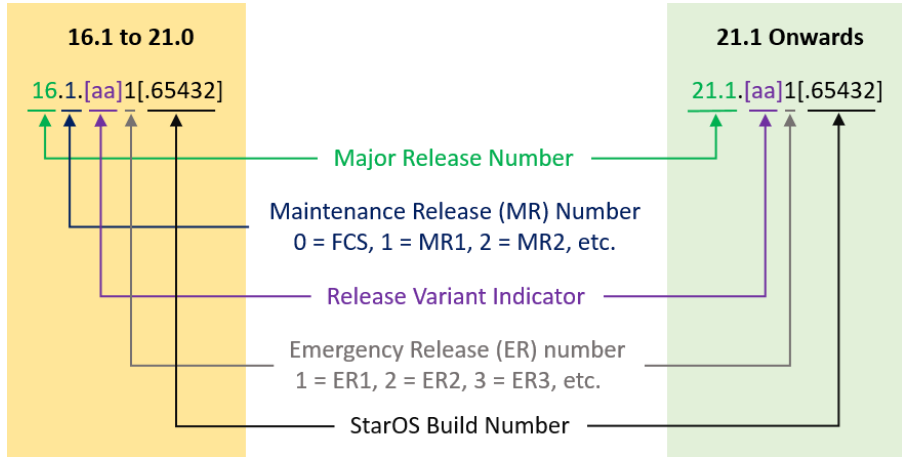 16.1 to 21.0
21.1 Onwards
16.1.[aa]1[.65432]
21.1.[aa]1[.65432]
Major Release Number
Maintenance Release (MR) Number
0 = FCS, 1 = MR1, 2 = MR2, etc.
Release Variant Indicator
Emergency Release (ER) number
1 = ER1, 2 = ER2, 3 = ER3, etc.
StarOS Build Number